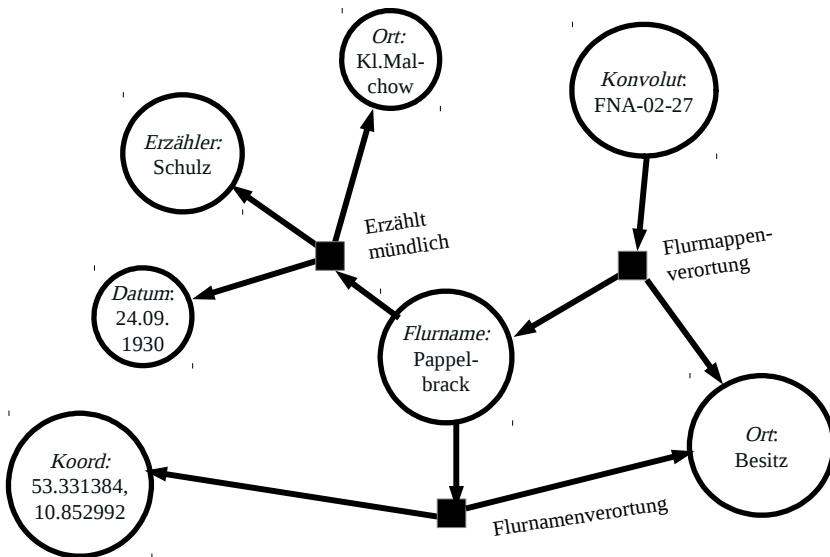 Ort:
Kl.Mal-
chow
Konvolut:
FNA-02-27
Erzähler:
Schulz
Erzählt
mündlich
Flurmappen-
verortung
Datum:
24.09.
1930
Flurname:
Pappel-
brack
Ort:
Besitz
Koord:
53.331384,
10.852992
Flurnamenverortung